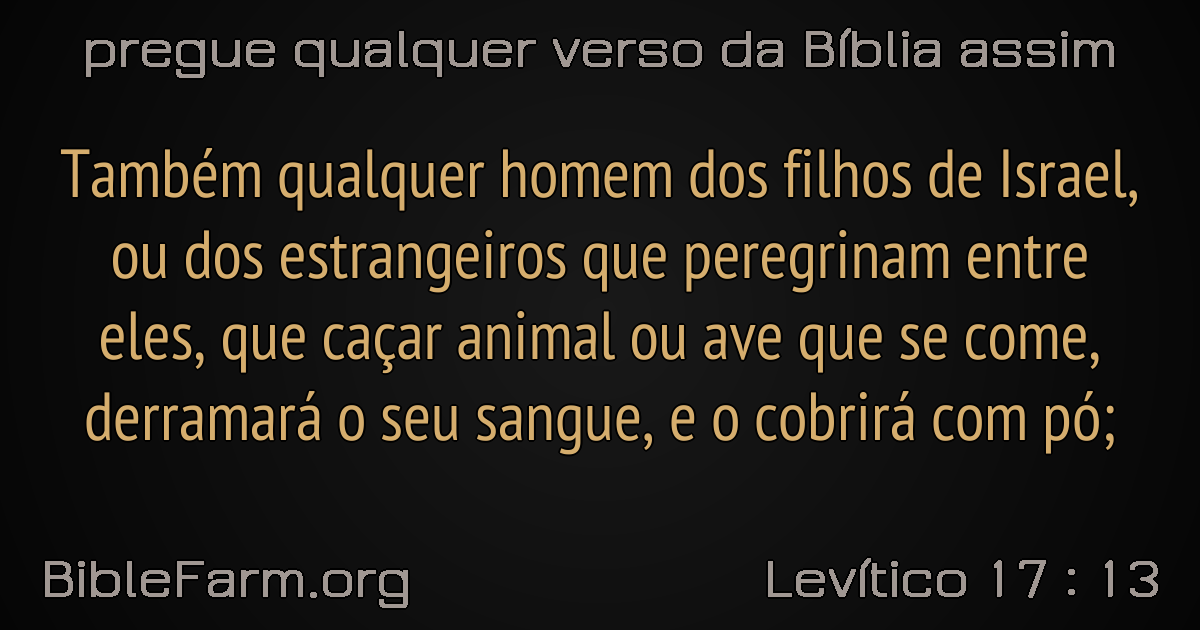 pregue qualquer verso da Bíblia assim
Também qualquer homem dos filhos de Israel,
ou dos estrangeiros que peregrinam entre
eles, que caçar animal ou ave que se come,
derramará o seu sangue, e o cobrirá com pó;
BibleFarm.org
Levítico 17 : 13